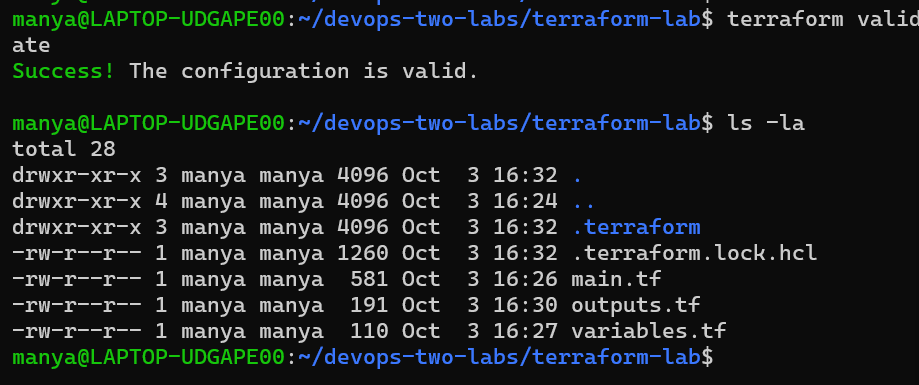 manya@LAPTOP-UDGAPE00:~/devops-two-labs/terraform-lab$ terraform valid
ate
Success! The configuration is valid.
manya@LAPTOP-UDGAPE00:~/devops-two-labs/terraform-lab$ ls -la
total 28
drwxr-xr-x 3 manya manya 4096 Oct  3 16:32 .
drwxr-xr-x 4 manya manya 4096 Oct  3 16:24 ..
drwxr-xr-x 3 manya manya 4096 Oct  3 16:32 .terraform
-rw-r--r-- 1 manya manya 1260 Oct  3 16:32 .terraform.lock.hcl
-rw-r--r-- 1 manya manya  581 Oct  3 16:26 main.tf
-rw-r--r-- 1 manya manya  191 Oct  3 16:30 outputs.tf
-rw-r--r-- 1 manya manya  110 Oct  3 16:27 variables.tf
manya@LAPTOP-UDGAPE00:~/devops-two-labs/terraform-lab$